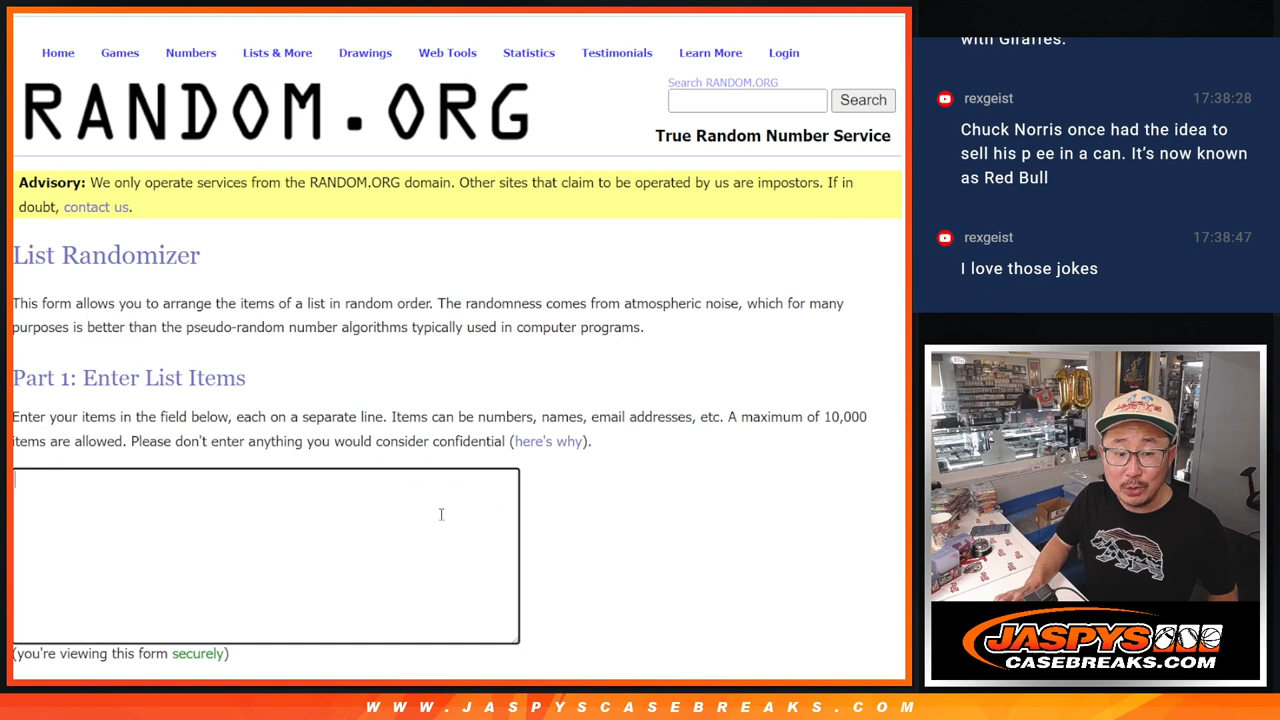 Home Games Numbers Lists & More Drawings Web Tools Statistics Testimonials Learn More Login
RANDOM.ORG
Search RANDOM.ORG
Search
True Random Number Service
Advisory: We only operate services from the RANDOM.ORG domain. Other sites that claim to be operated by us are impostors. If in
doubt, contact us.
List Randomizer
This form allows you to arrange the items of a list in random order. The randomness comes from atmospheric noise, which for many
purposes is better than the pseudo-random number algorithms typically used in computer programs.
Part 1: Enter List Items
Enter your items in the field below, each on a separate line. Items can be numbers, names, email addresses, etc. A maximum of 10,000
items are allowed. Please don't enter anything you would consider confidential (here's why).
(you're viewing this form securely)
with Giraffes.
rexgeist 17:38:28
Chuck Norris once had the idea to
sell his p ee in a can. It’s now known
as Red Bull
rexgeist 17:38:47
I love those jokes
10
JASPYS
CASEBREAKS.COM
WWW.JASPYSCASEBREAKS.COM